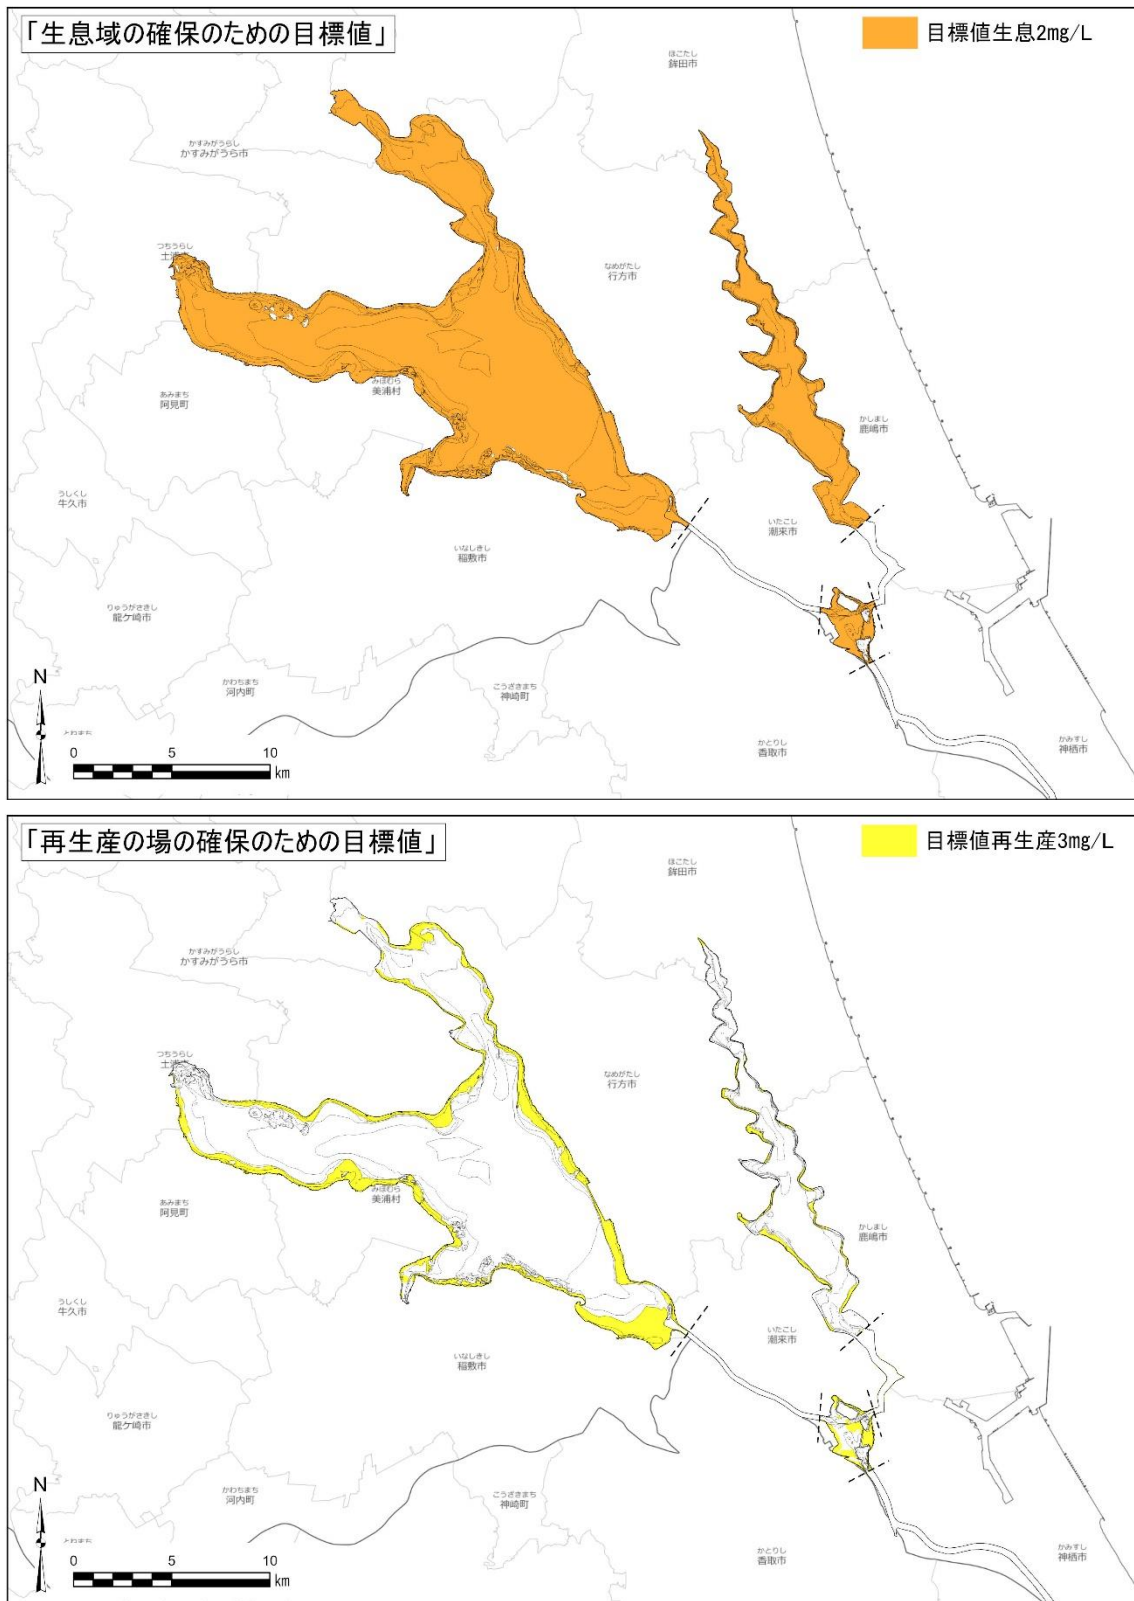 「生息域の確保のための目標値」
目標値生息2mg/L
ほこたし
鉾田市
かすみがうらし
かすみがうら市
つちうらし
なめがたし
行方市
あみまち
阿見町
みほむら
美浦村
かしまし
鹿嶋市
うしくし
牛久市
いたこし
潮来市
いなしきし
稲敷市
りゅうがさきし
龍ケ崎市
かわちまち
河内町
こうざきまち
神崎町
かとりし
香取市
かみすし
神栖市
N
とねまち
0 5 10
km
「再生産の場の確保のための目標値」
目標値再生産3mg/L
ほこたし
鉾田市
かすみがうらし
かすみがうら市
つちうらし
なめがたし
行方市
あみまち
阿見町
みほむら
美浦村
かしまし
鹿嶋市
うしくし
牛久市
いたこし
潮来市
いなしきし
稲敷市
りゅうがさきし
龍ケ崎市
かわちまち
河内町
こうざきまち
神崎町
かとりし
香取市
かみすし
神栖市
N
0 5 10
km